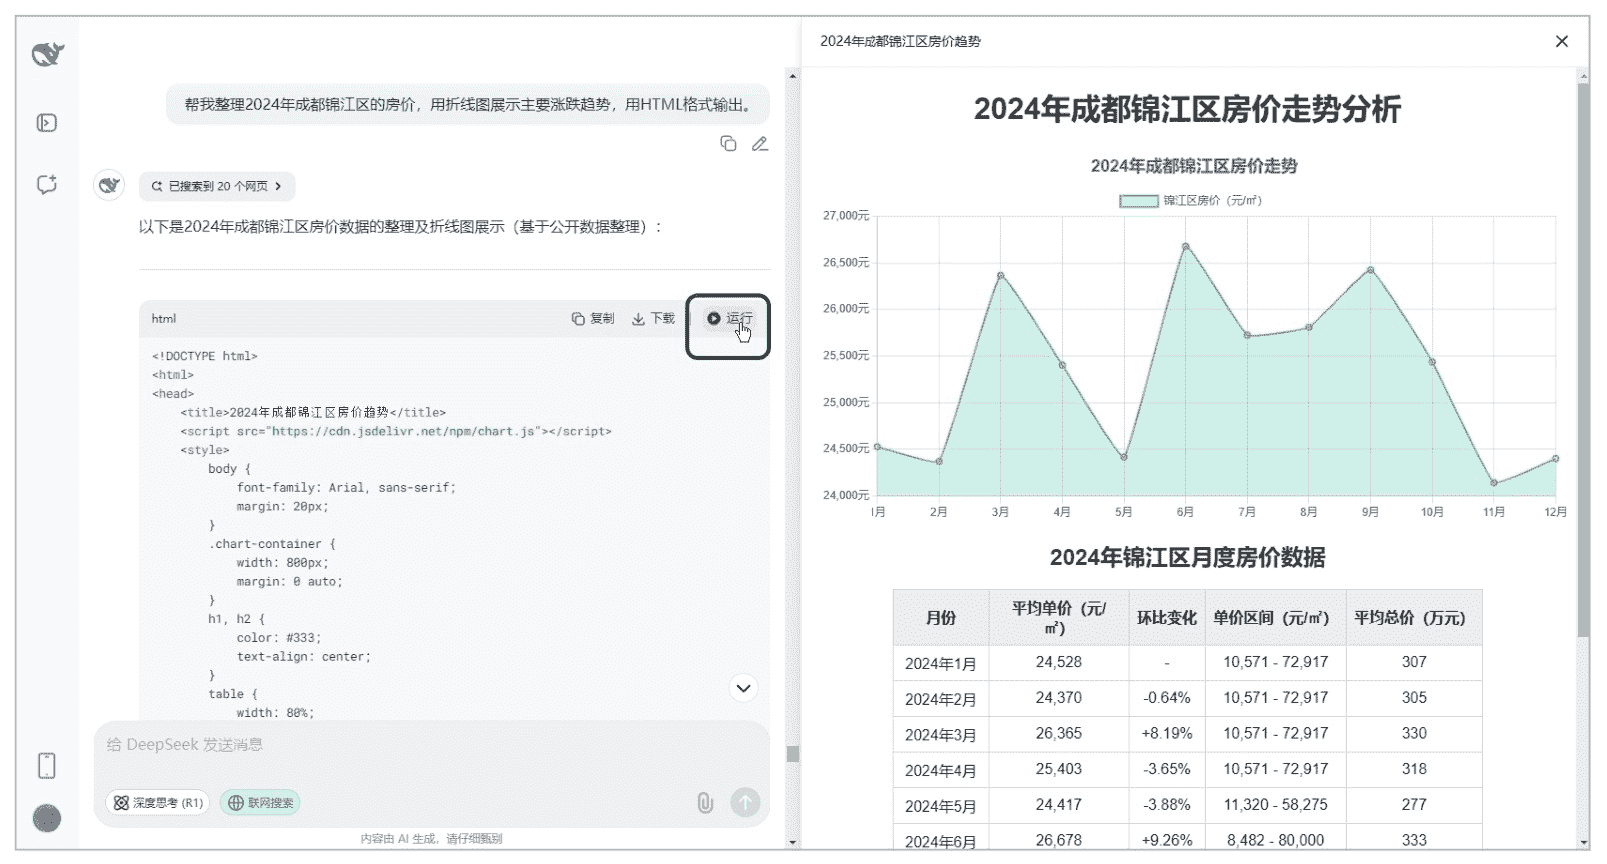 帮我整理2024年成都锦江区的房价，用折线图展示主要涨跌趋势，用HTML格式输出。
已搜索到 20 个网页
以下是2024年成都锦江区房价数据的整理及折线图展示（基于公开数据整理）：
html
复制
下载
运行
<!DOCTYPE html>
<html>
<head>
<title>2024年成都锦江区房价趋势</title>
<script src="https://cdn.jsdelivr.net/npm/chart.js"></script>
<style>
body {
font-family: Arial, sans-serif;
margin: 20px;
}
.chart-container {
width: 800px;
margin: 0 auto;
}
h1, h2 {
color: #333;
text-align: center;
}
table {
width: 80%;
给 DeepSeek 发送消息
深度思考 (R1)
联网搜索
内容由 AI 生成，请仔细甄别
2024年成都锦江区房价趋势
2024年成都锦江区房价走势分析
2024年成都锦江区房价走势
锦江区房价（元/㎡）
27,000元
26,500元
26,000元
25,500元
25,000元
24,500元
24,000元
1月 2月 3月 4月 5月 6月 7月 8月 9月 10月 11月 12月
2024年锦江区月度房价数据
月份 平均单价（元/㎡） 环比变化 单价区间（元/㎡） 平均总价（万元）
2024年1月 24,528 - 10,571 - 72,917 307
2024年2月 24,370 -0.64% 10,571 - 72,917 305
2024年3月 26,365 +8.19% 10,571 - 72,917 330
2024年4月 25,403 -3.65% 10,571 - 72,917 318
2024年5月 24,417 -3.88% 11,320 - 58,275 277
2024年6月 26,678 +9.26% 8,482 - 80,000 333